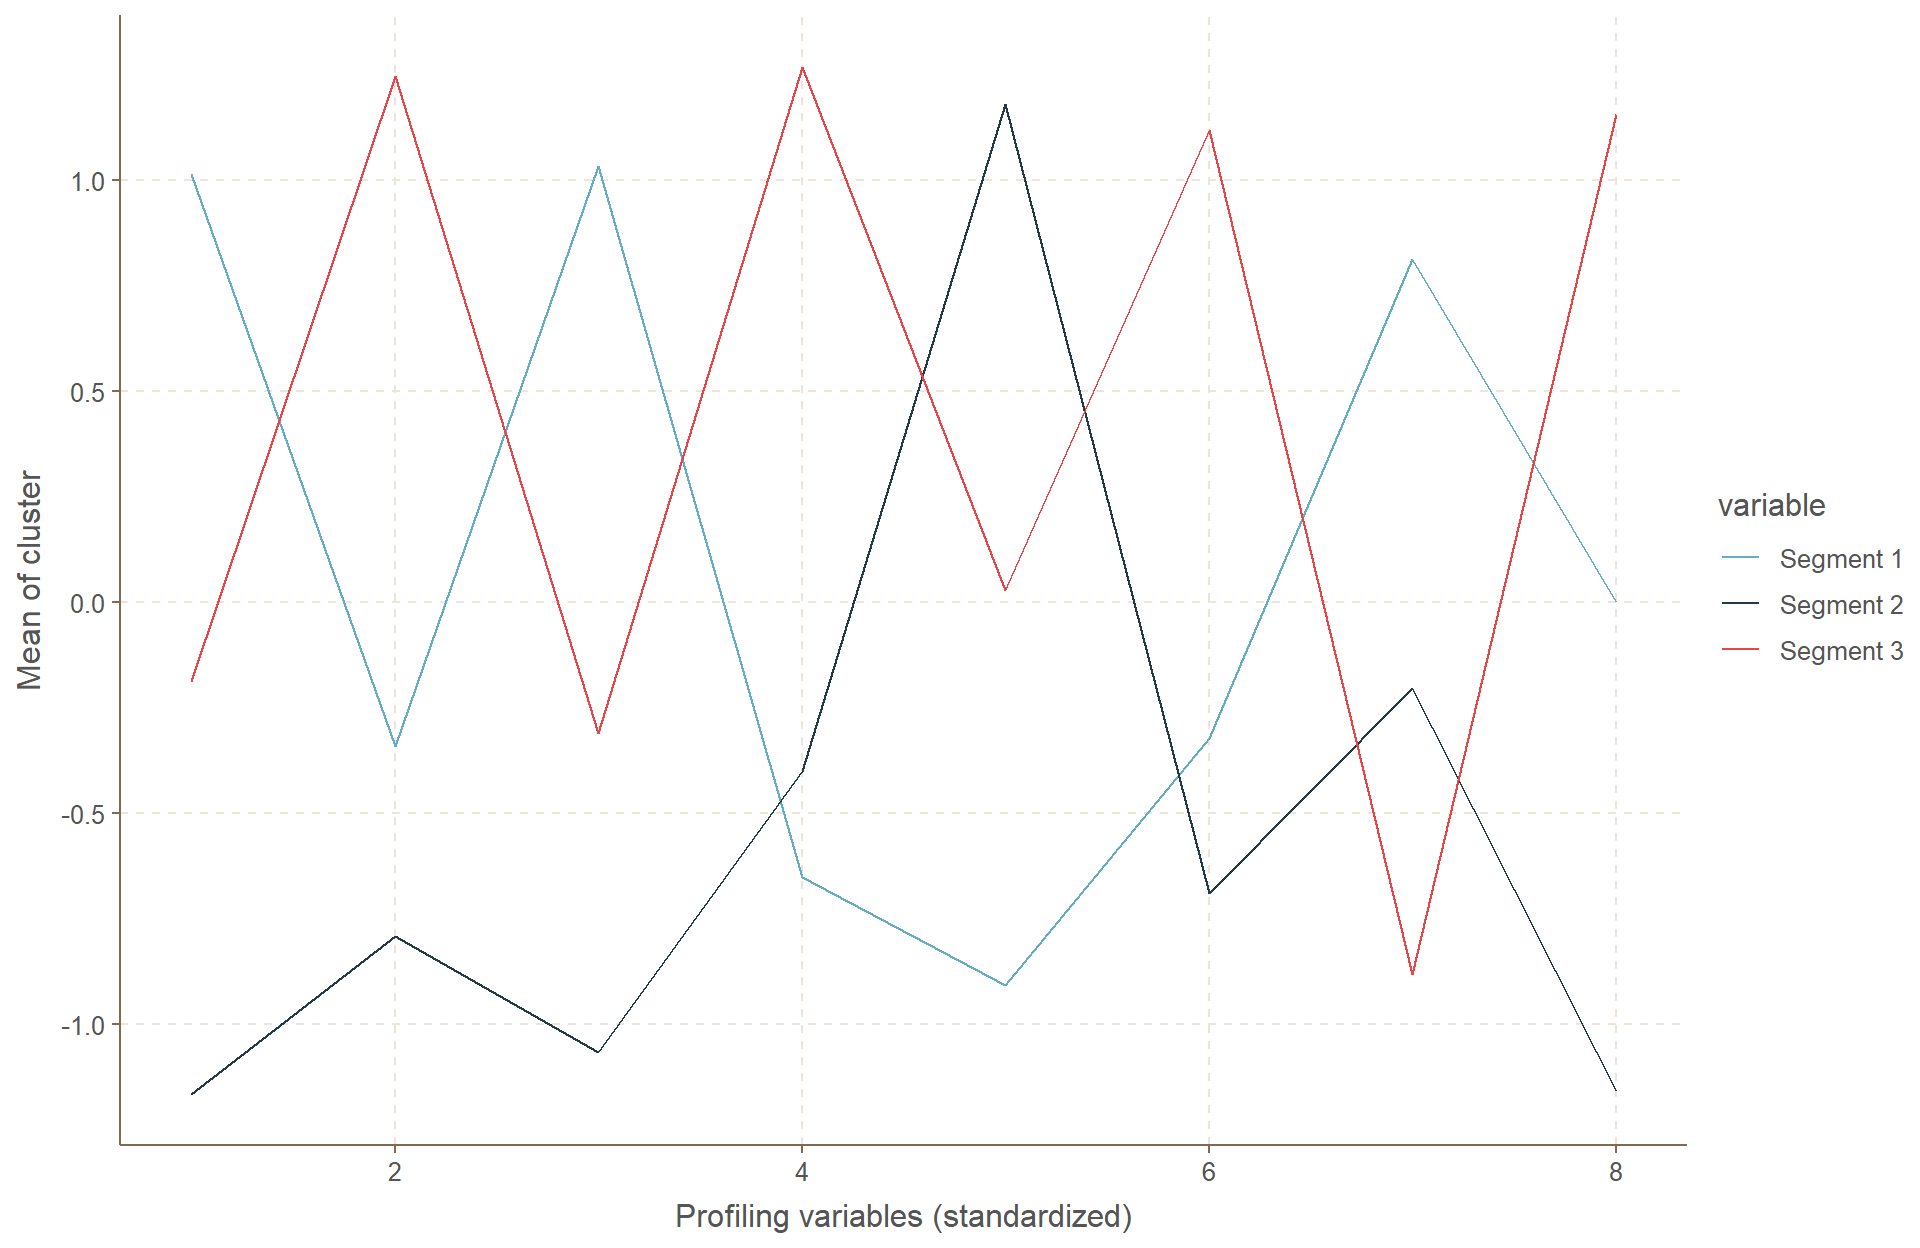 1.0
0.5
0.0
-0.5
-1.0
Mean of cluster
2
4
6
8
Profiling variables (standardized)
variable
Segment 1
Segment 2
Segment 3